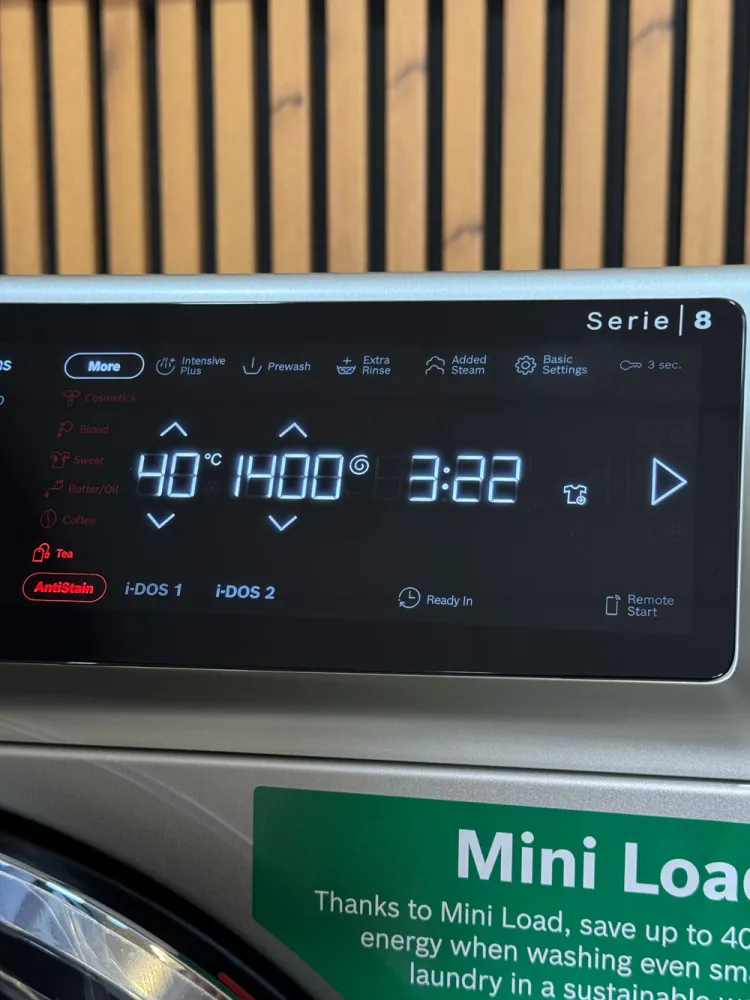 Serie | 8
More
Intensive
Plus
Prewash
Extra
Rinse
Added
Steam
Basic
Settings
3 sec.
Cosmetics
Blood
Sweat
Butter/Oil
Coffee
Tea
40 °C 1400 3:22
AntiStain
i-DOS 1
i-DOS 2
Ready In
Remote
Start
Mini Loa
Thanks to Mini Load, save up to 40
energy when washing even sm
laundry in a sustainable